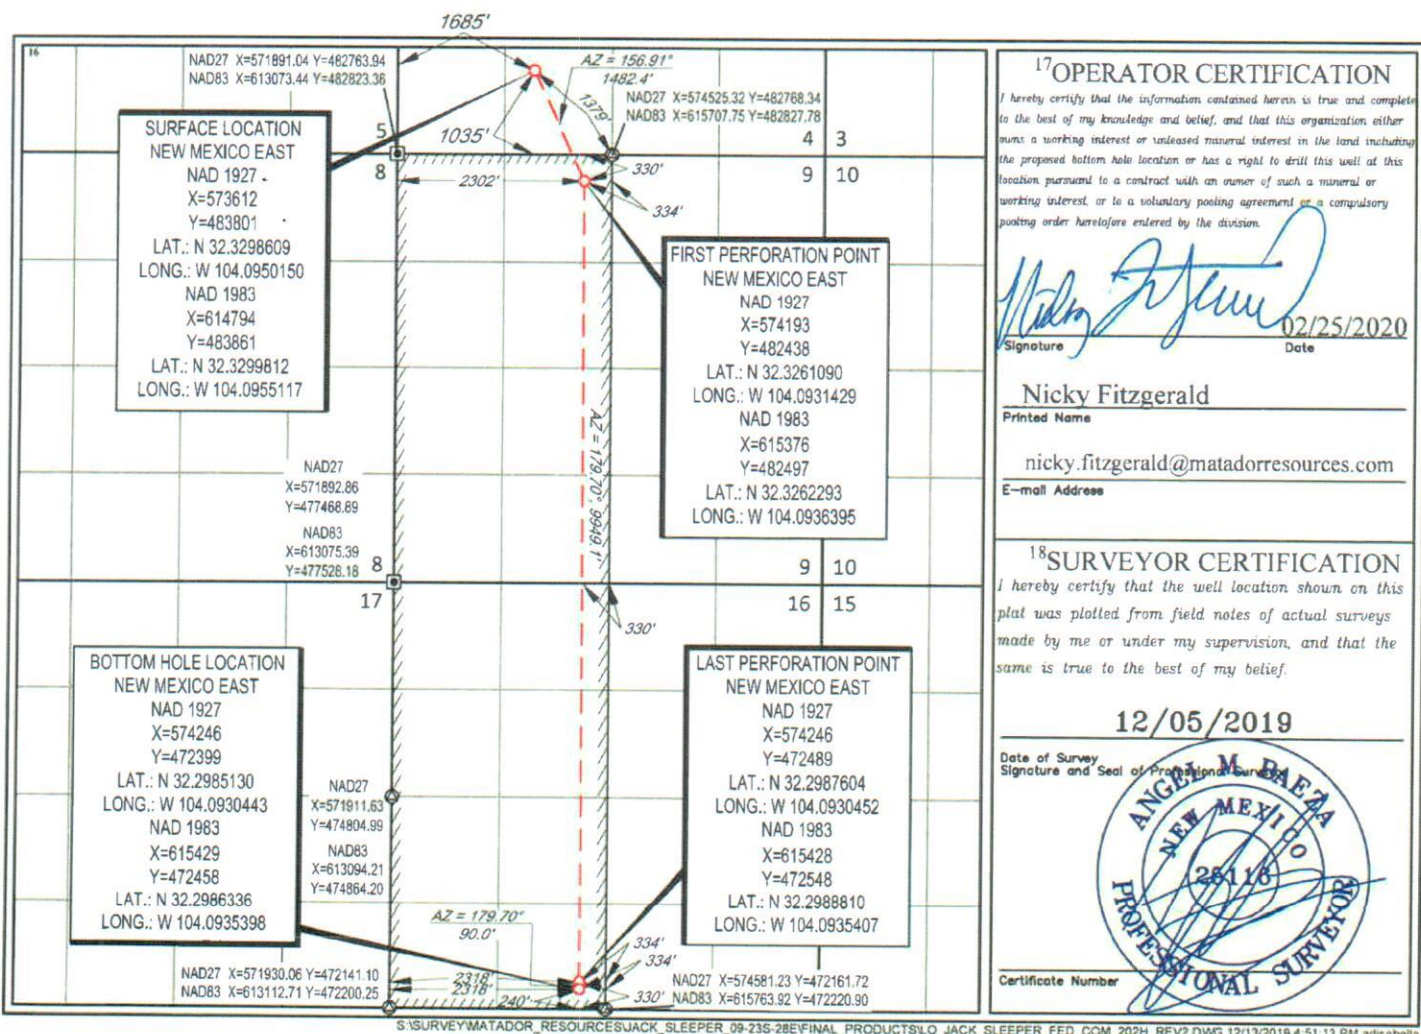 16
1685'
NAD27 X=571891.04 Y=482763.94
NAD83 X=613073.44 Y=482823.36
AZ = 156.91°
1482.4'
1379'
NAD27 X=574525.32 Y=482768.34
NAD83 X=615707.75 Y=482827.78
1035'
5
8
4 3
9 10
2302'
330'
334'
SURFACE LOCATION
NEW MEXICO EAST
NAD 1927
X=573612
Y=483801
LAT.: N 32.3298609
LONG.: W 104.0950150
NAD 1983
X=614794
Y=483861
LAT.: N 32.3299812
LONG.: W 104.0955117
FIRST PERFORATION POINT
NEW MEXICO EAST
NAD 1927
X=574193
Y=482438
LAT.: N 32.3261090
LONG.: W 104.0931429
NAD 1983
X=615376
Y=482497
LAT.: N 32.3262293
LONG.: W 104.0936395
AZ = 179.70°, 9949.1'
NAD27
X=571892.86
Y=477468.89
NAD83
X=613075.39
Y=477528.18
8
17
9 10
16 15
330'
BOTTOM HOLE LOCATION
NEW MEXICO EAST
NAD 1927
X=574246
Y=472399
LAT.: N 32.2985130
LONG.: W 104.0930443
NAD 1983
X=615429
Y=472458
LAT.: N 32.2986336
LONG.: W 104.0935398
NAD27
X=571911.63
Y=474804.99
NAD83
X=613094.21
Y=474864.20
LAST PERFORATION POINT
NEW MEXICO EAST
NAD 1927
X=574246
Y=472489
LAT.: N 32.2987604
LONG.: W 104.0930452
NAD 1983
X=615428
Y=472548
LAT.: N 32.2988810
LONG.: W 104.0935407
AZ = 179.70°
90.0'
334'
334'
2318'
2318'
240'
330'
NAD27 X=571930.06 Y=472141.10
NAD83 X=613112.71 Y=472200.25
NAD27 X=574581.23 Y=472161.72
NAD83 X=615763.92 Y=472220.90
17OPERATOR CERTIFICATION
I hereby certify that the information contained herein is true and complete
to the best of my knowledge and belief, and that this organization either
owns a working interest or unleased mineral interest in the land including
the proposed bottom hole location or has a right to drill this well at this
location pursuant to a contract with an owner of such a mineral or
working interest, or to a voluntary pooling agreement or a compulsory
pooling order heretofore entered by the division.
02/25/2020
Signature Date
Nicky Fitzgerald
Printed Name
nicky.fitzgerald@matadorresources.com
E-mail Address
18SURVEYOR CERTIFICATION
I hereby certify that the well location shown on this
plat was plotted from field notes of actual surveys
made by me or under my supervision, and that the
same is true to the best of my belief.
12/05/2019
Date of Survey
Signature and Seal of Professional
ANGEL M. BAEZA
NEW MEXICO
PROFESSIONAL SURVEYOR
Certificate Number
S:\SURVEY\MATADOR_RESOURCES\JACK_SLEEPER_09-23S-28E\FINAL_PRODUCTS\LO_JACK_SLEEPER_FED_COM_202H_REV2.DWG 12/13/2019 4:51:13 PM